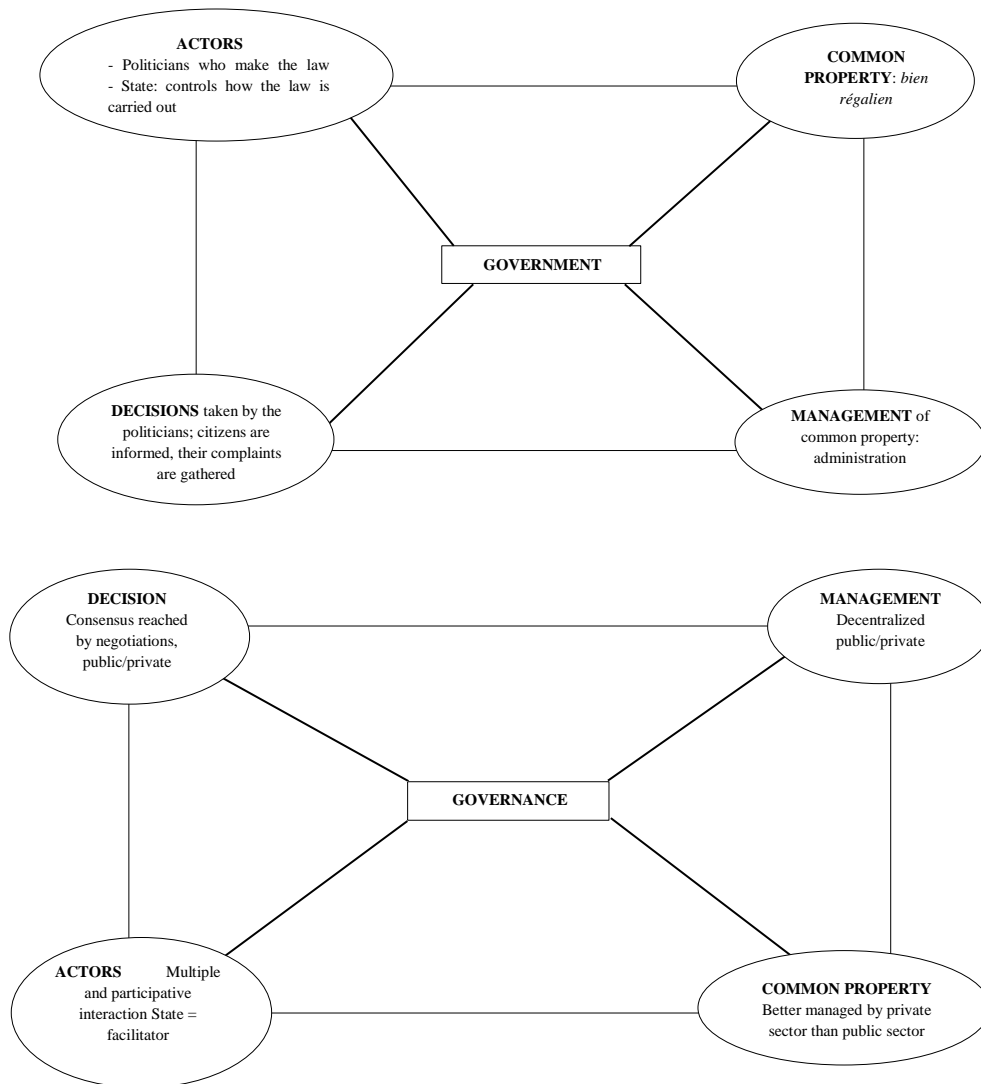 ACTORS
- Politicians who make the law
- State: controls how the law is
carried out
COMMON
PROPERTY: bien
régalien
GOVERNMENT
DECISIONS taken by the
politicians; citizens are
informed, their complaints
are gathered
MANAGEMENT of
common property:
administration
DECISION
Consensus reached
by negotiations,
public/private
MANAGEMENT
Decentralized
public/private
GOVERNANCE
ACTORS Multiple
and participative
interaction State =
facilitator
COMMON PROPERTY
Better managed by private
sector than public sector